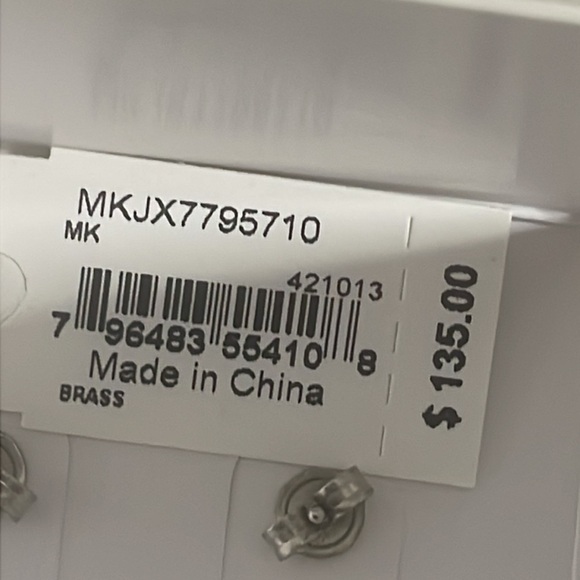 MKJX7795710
MK
421013
7 96483 55410 8
Made in China
BRASS
$ 135.00